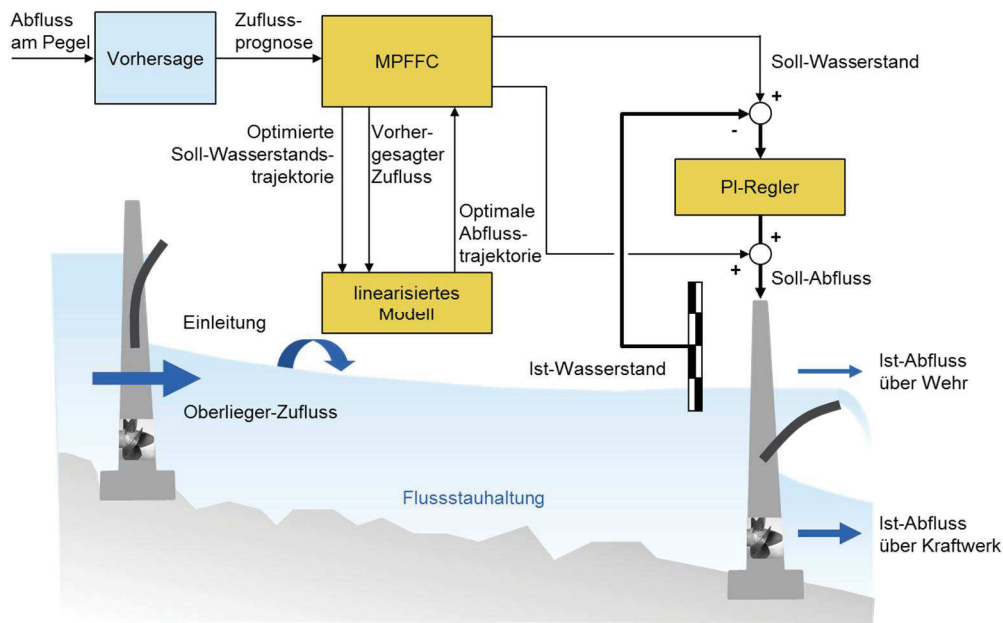 Abfluss
am Pegel
Vorhersage
Zufluss-
prognose
MPFFC
Soll-Wasserstand
+
-
Optimierte
Soll-Wasserstands-
trajektorie
Vorher-
gesagter
Zufluss
PI-Regler
Optimale
Abfluss-
trajektorie
+
+
Soll-Abfluss
linearisiertes
Modell
Einleitung
Ist-Wasserstand
Ist-Abfluss
über Wehr
Oberlieger-Zufluss
Flussstauhaltung
Ist-Abfluss
über Kraftwerk